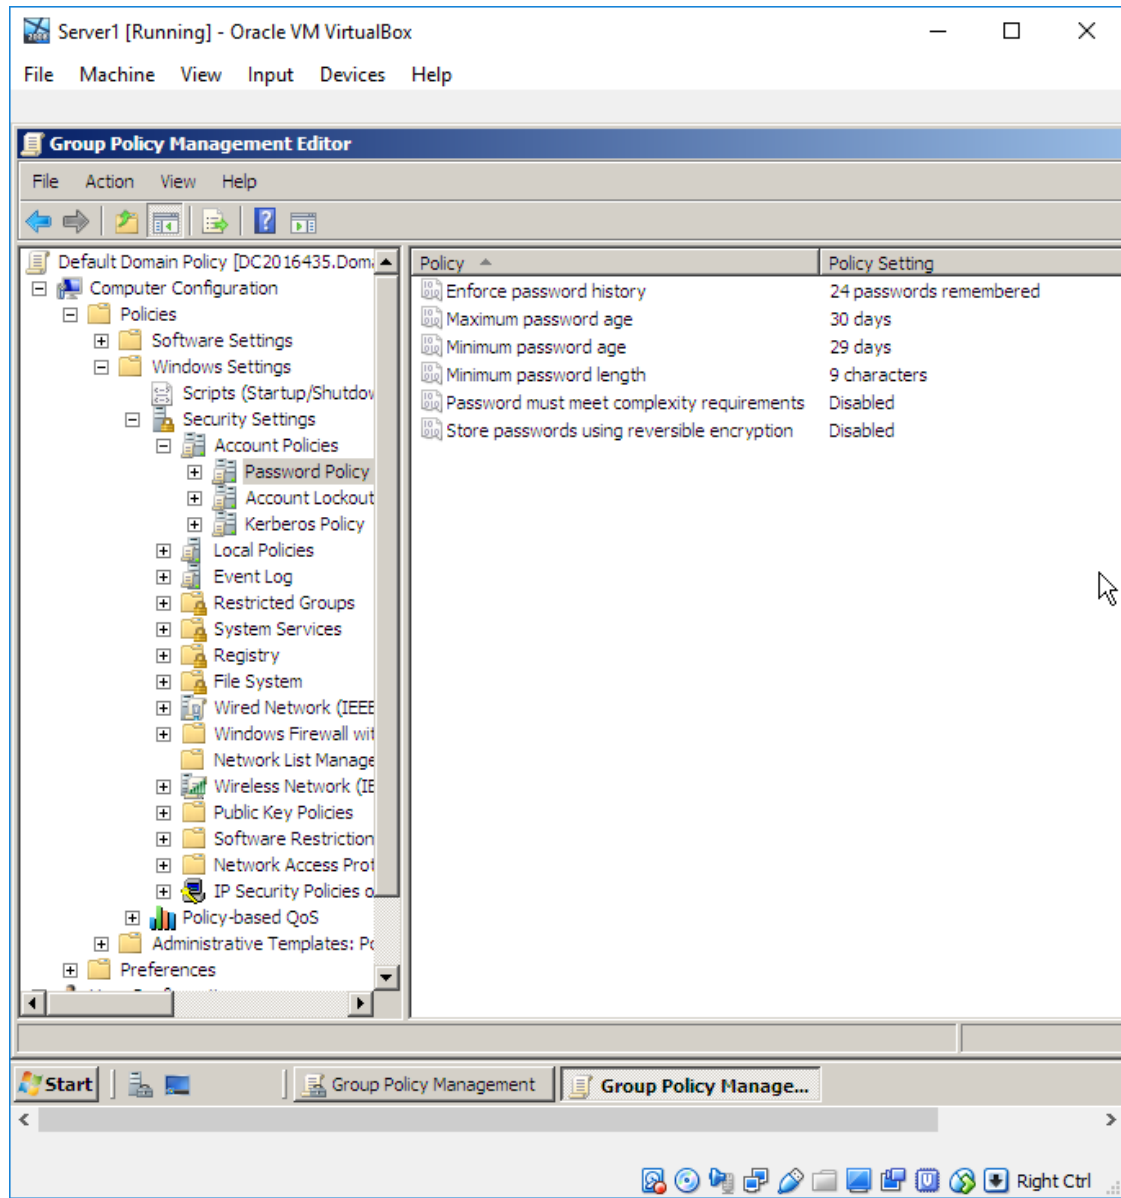 Server1 [Running] - Oracle VM VirtualBox
File Machine View Input Devices Help
Group Policy Management Editor
File Action View Help
Default Domain Policy [DC2016435.Doma
Computer Configuration
Policies
Software Settings
Windows Settings
Scripts (Startup/Shutdov
Security Settings
Account Policies
Password Policy
Account Lockout
Kerberos Policy
Local Policies
Event Log
Restricted Groups
System Services
Registry
File System
Wired Network (IEEE
Windows Firewall wit
Network List Manage
Wireless Network (IE
Public Key Policies
Software Restriction
Network Access Prot
IP Security Policies o
Policy-based QoS
Administrative Templates: Po
Preferences
Policy Policy Setting
Enforce password history 24 passwords remembered
Maximum password age 30 days
Minimum password age 29 days
Minimum password length 9 characters
Password must meet complexity requirements Disabled
Store passwords using reversible encryption Disabled
Start Group Policy Management Group Policy Manage...
Right Ctrl